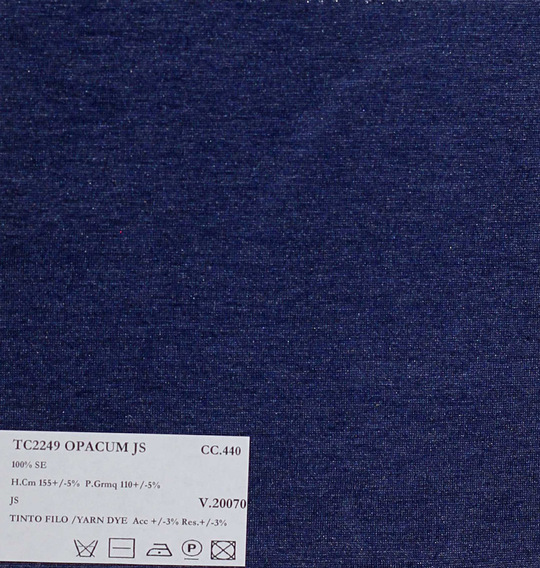 TC2249 OPACUM JS CC.440
100% SE
H.Cm 155+/-5% P.Grmq 110+/-5%
JS V.20070
TINTO FILO /YARN DYE Acc +/-3% Res.+/-3%
P